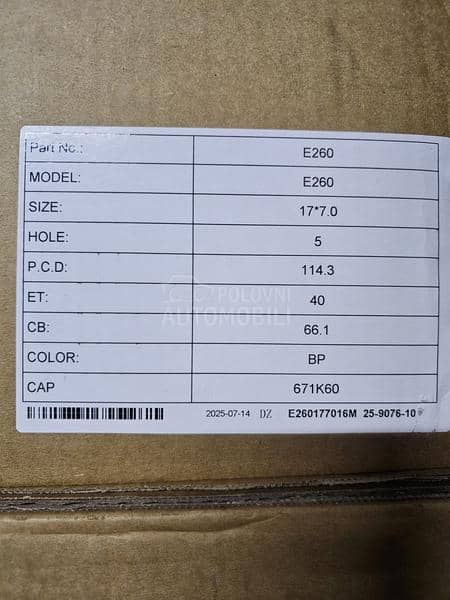 Part No.: E260
MODEL: E260
SIZE: 17*7.0
HOLE: 5
P.C.D: 114.3
ET: 40
POLOVNI
AUTOMOBILI
CB: 66.1
COLOR: BP
CAP 671K60
2025-07-14 DZ E260177016M 25-9076-10